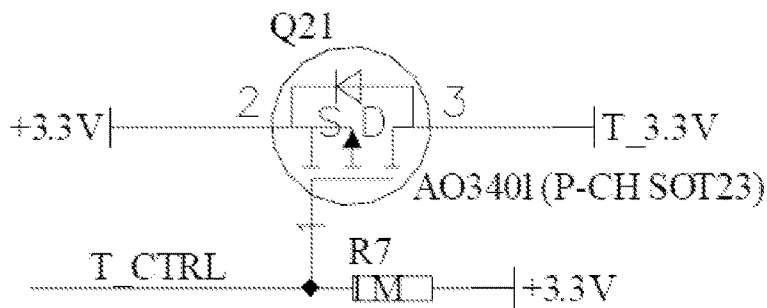 Q21
2 S D 3
+3.3V T_3.3V
AO3401 (P-CH SOT23)
T_CTRL R7
1M +3.3V